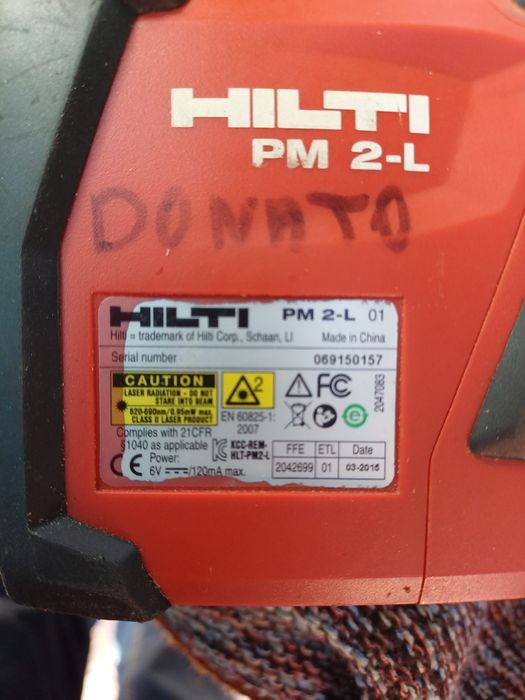 HILTI
PM 2-L
DONATO
HILTI PM 2-L 01
Hilti = trademark of Hilti Corp., Schaan, LI Made in China
Serial number 069150157
CAUTION
LASER RADIATION - DO NOT
STARE INTO BEAM
620-690nm/0.95mW max.
CLASS II LASER PRODUCT
2
EN 60825-1:
2007
FC
2047083
Complies with 21CFR
1040 as applicable
Power:
6V /120mA max.
CE
KCC-REM-
HLT-PM2-L
FFE ETL Date
2042699 01 03-2015